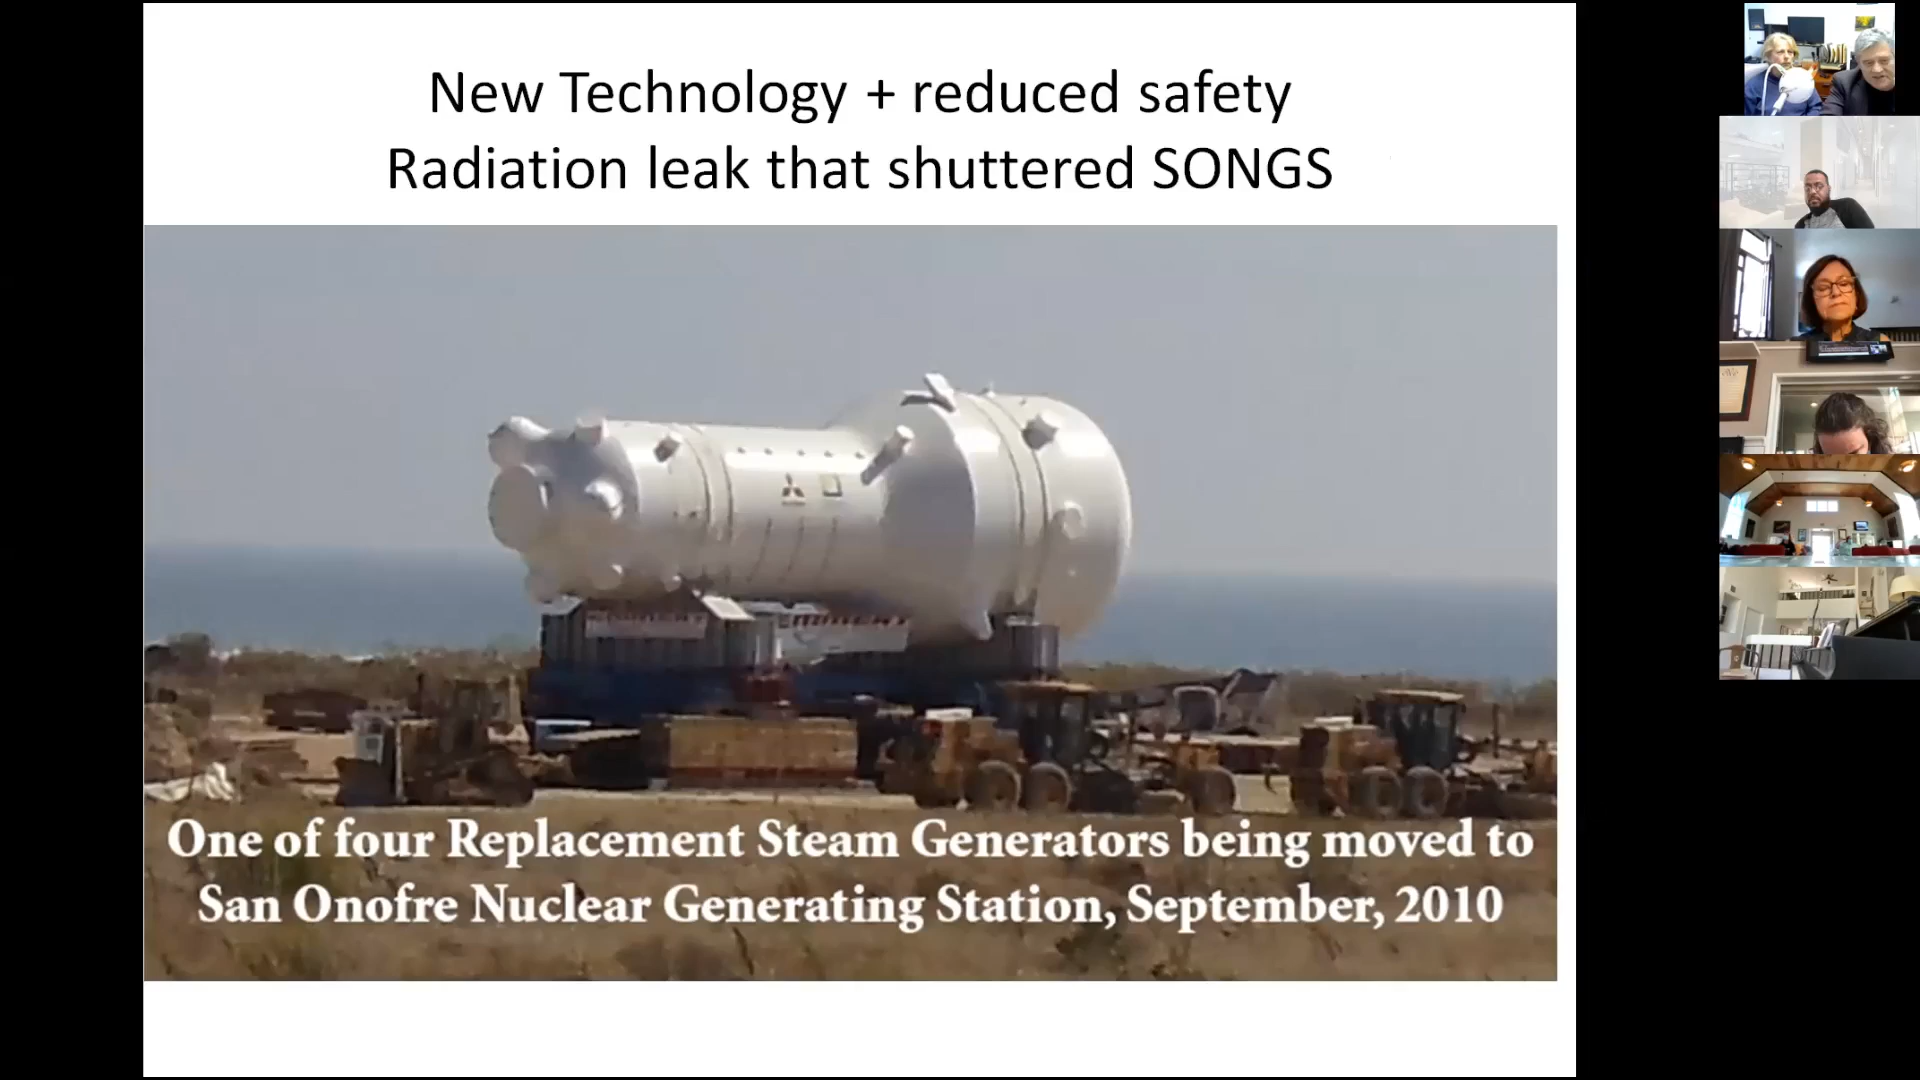 New Technology + reduced safety
Radiation leak that shuttered SONGS
One of four Replacement Steam Generators being moved to
San Onofre Nuclear Generating Station, September, 2010